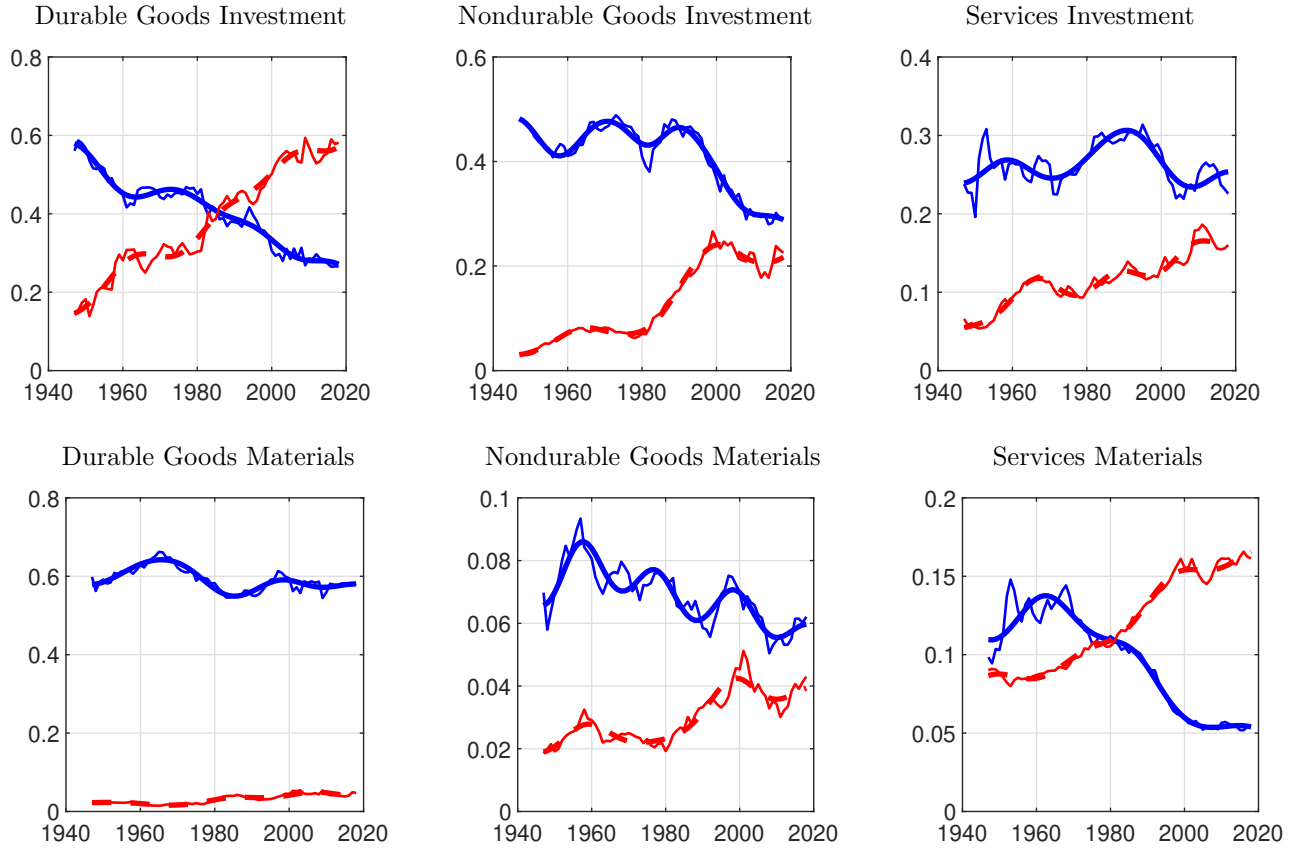 Durable Goods Investment
0.8
0.6
0.4
0.2
0
1940 1960 1980 2000 2020
Nondurable Goods Investment
0.6
0.4
0.2
0
1940 1960 1980 2000 2020
Services Investment
0.4
0.3
0.2
0.1
0
1940 1960 1980 2000 2020
Durable Goods Materials
0.8
0.6
0.4
0.2
0
1940 1960 1980 2000 2020
Nondurable Goods Materials
0.1
0.08
0.06
0.04
0.02
0
1940 1960 1980 2000 2020
Services Materials
0.2
0.15
0.1
0.05
0
1940 1960 1980 2000 2020